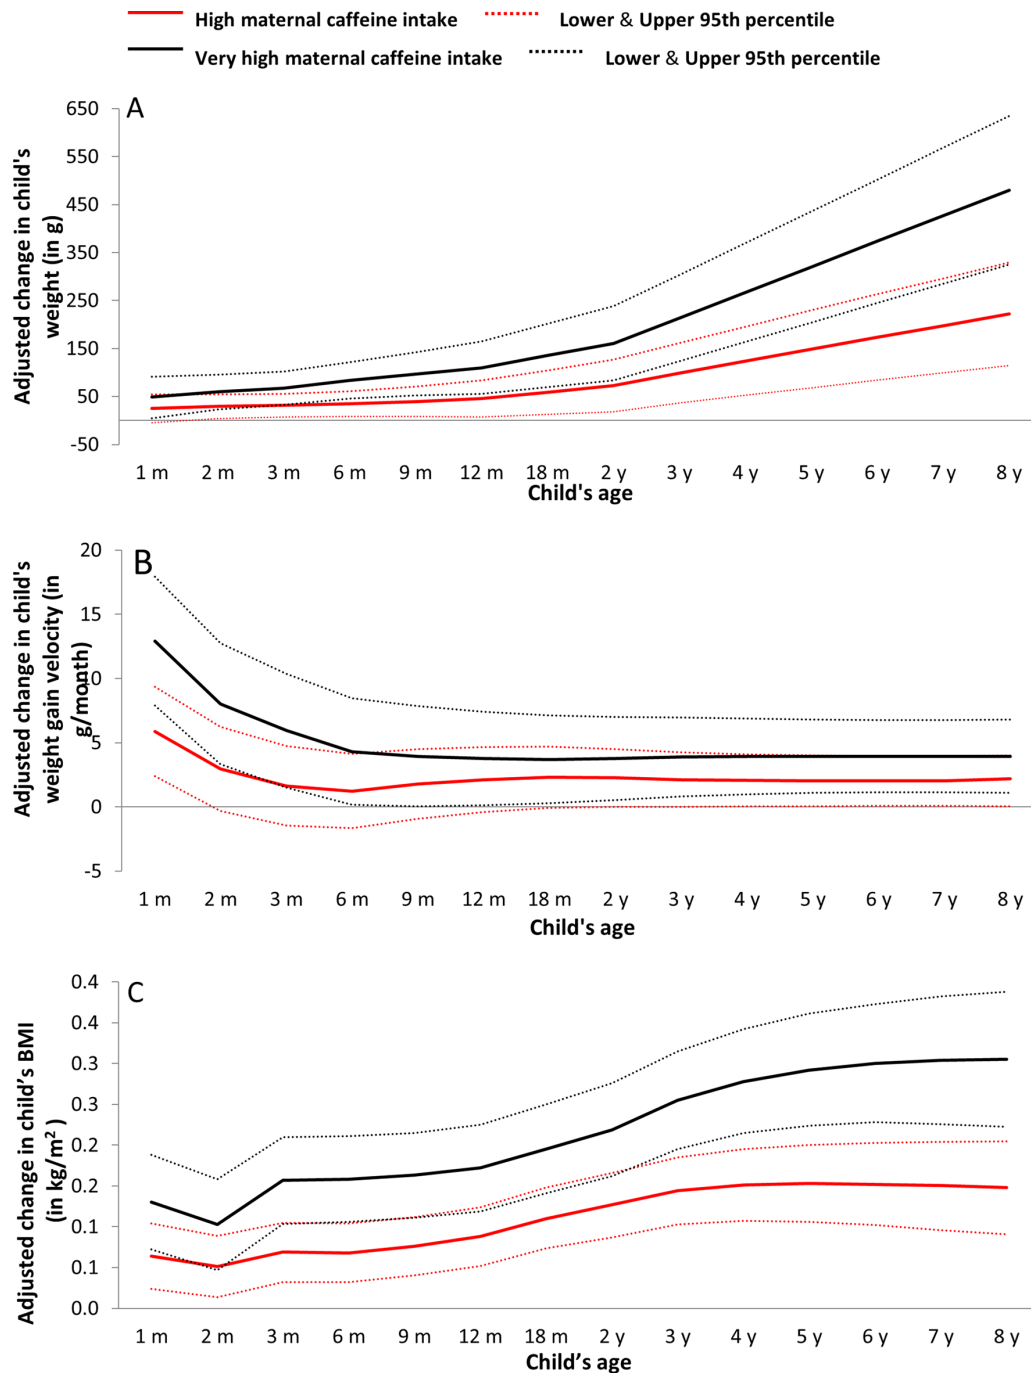 High maternal caffeine intake Lower & Upper 95th percentile
Very high maternal caffeine intake Lower & Upper 95th percentile
A
Adjusted change in child's
weight (in g)
650
550
450
350
250
150
50
-50
1 m 2 m 3 m 6 m 9 m 12 m 18 m 2 y 3 y 4 y 5 y 6 y 7 y 8 y
Child's age
B
Adjusted change in child's
weight gain velocity (in
g/month)
20
15
10
5
0
-5
1 m 2 m 3 m 6 m 9 m 12 m 18 m 2 y 3 y 4 y 5 y 6 y 7 y 8 y
Child's age
C
Adjusted change in child’s BMI
(in kg/m²)
0.4
0.4
0.3
0.3
0.2
0.2
0.1
0.1
0.0
1 m 2 m 3 m 6 m 9 m 12 m 18 m 2 y 3 y 4 y 5 y 6 y 7 y 8 y
Child’s age